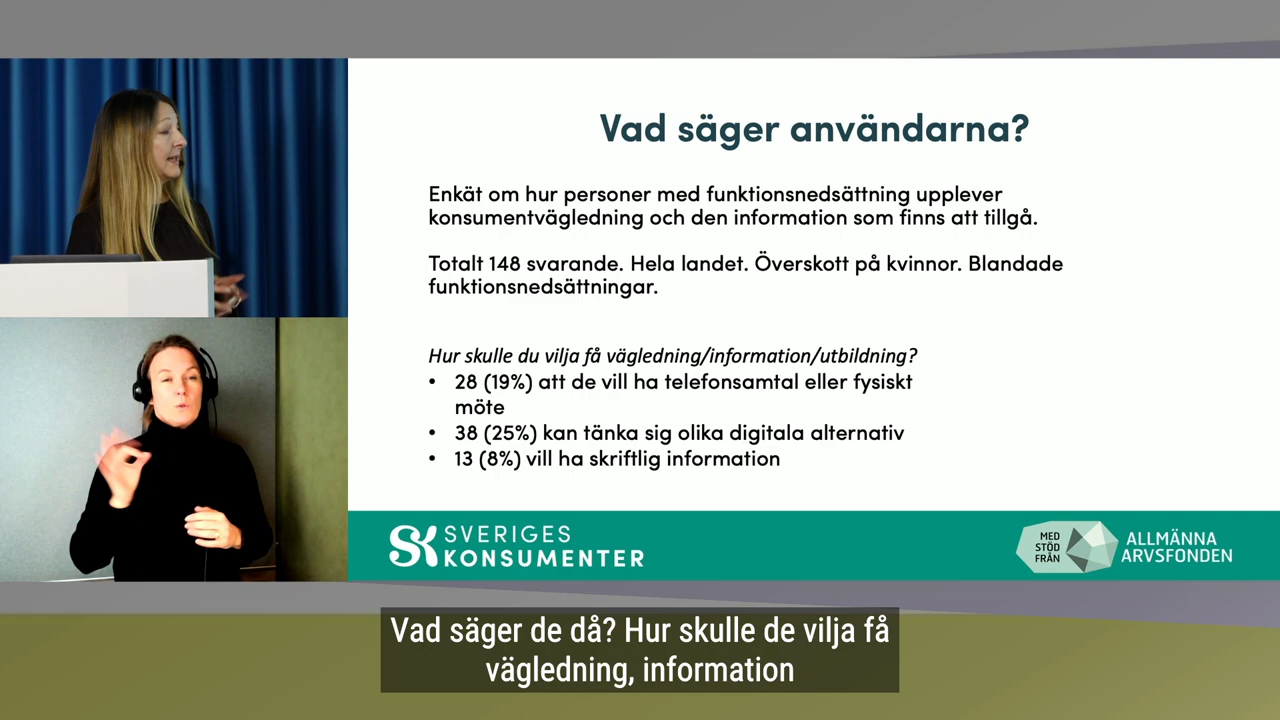 Vad säger användarna?
Enkät om hur personer med funktionsnedsättning upplever
konsumentvägledning och den information som finns att tillgå.
Totalt 148 svarande. Hela landet. Överskott på kvinnor. Blandade
funktionsnedsättningar.
Hur skulle du vilja få vägledning/information/utbildning?
• 28 (19%) att de vill ha telefonsamtal eller fysiskt
möte
• 38 (25%) kan tänka sig olika digitala alternativ
• 13 (8%) vill ha skriftlig information
SK SVERIGES
KONSUMENTER
MED
STÖD
FRÅN
ALLMÄNNA
ARVSFONDEN
Vad säger de då? Hur skulle de vilja få
vägledning, information